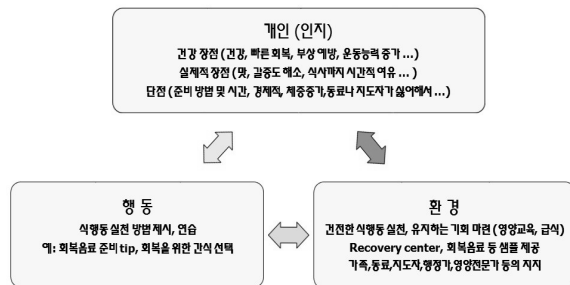 개인 (인지)
건강 장점 (건강, 빠른 회복, 부상 예방, 운동능력 증가 ...)
실제적 장점 (맛, 갈증도 해소, 식사까지 시간적 여유 ...)
단점 (준비 방법 및 시간, 경제적, 체중증가,동료나 지도자가 싫어해서 ...)
행 동
식행동 실천 방법 제시, 연습
예: 회복음료 준비 tip, 회복을 위한 간식 선택
환 경
건전한 식행동 실천, 유지하는 기회 마련 (영양교육, 급식)
Recovery center, 회복음료 등 샘플 제공
가족,동료,지도자,행정가,영양전문가 등의 지지